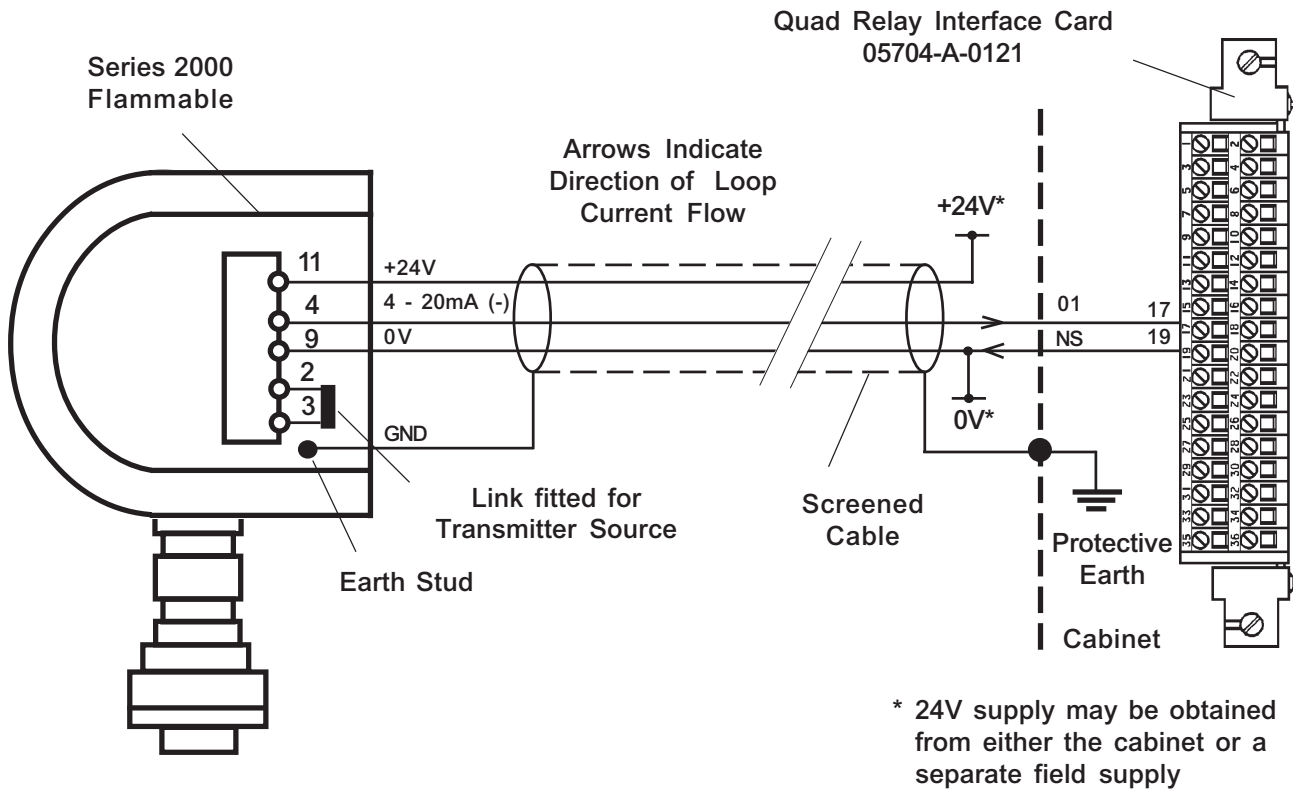 Quad Relay Interface Card
05704-A-0121
Series 2000
Flammable
Arrows Indicate
Direction of Loop
Current Flow
+24V*
11
+24V
4
4 - 20mA (-)
01
17
9
0V
NS
19
2
3
0V*
GND
Link fitted for
Transmitter Source
Screened
Cable
Earth Stud
Protective
Earth
Cabinet
1 2
3 4
5 6
7 8
9 10
11 12
13 14
15 16
17 18
19 20
21 22
23 24
25 26
27 28
29 30
31 32
33 34
35 36
* 24V supply may be obtained
from either the cabinet or a
separate field supply